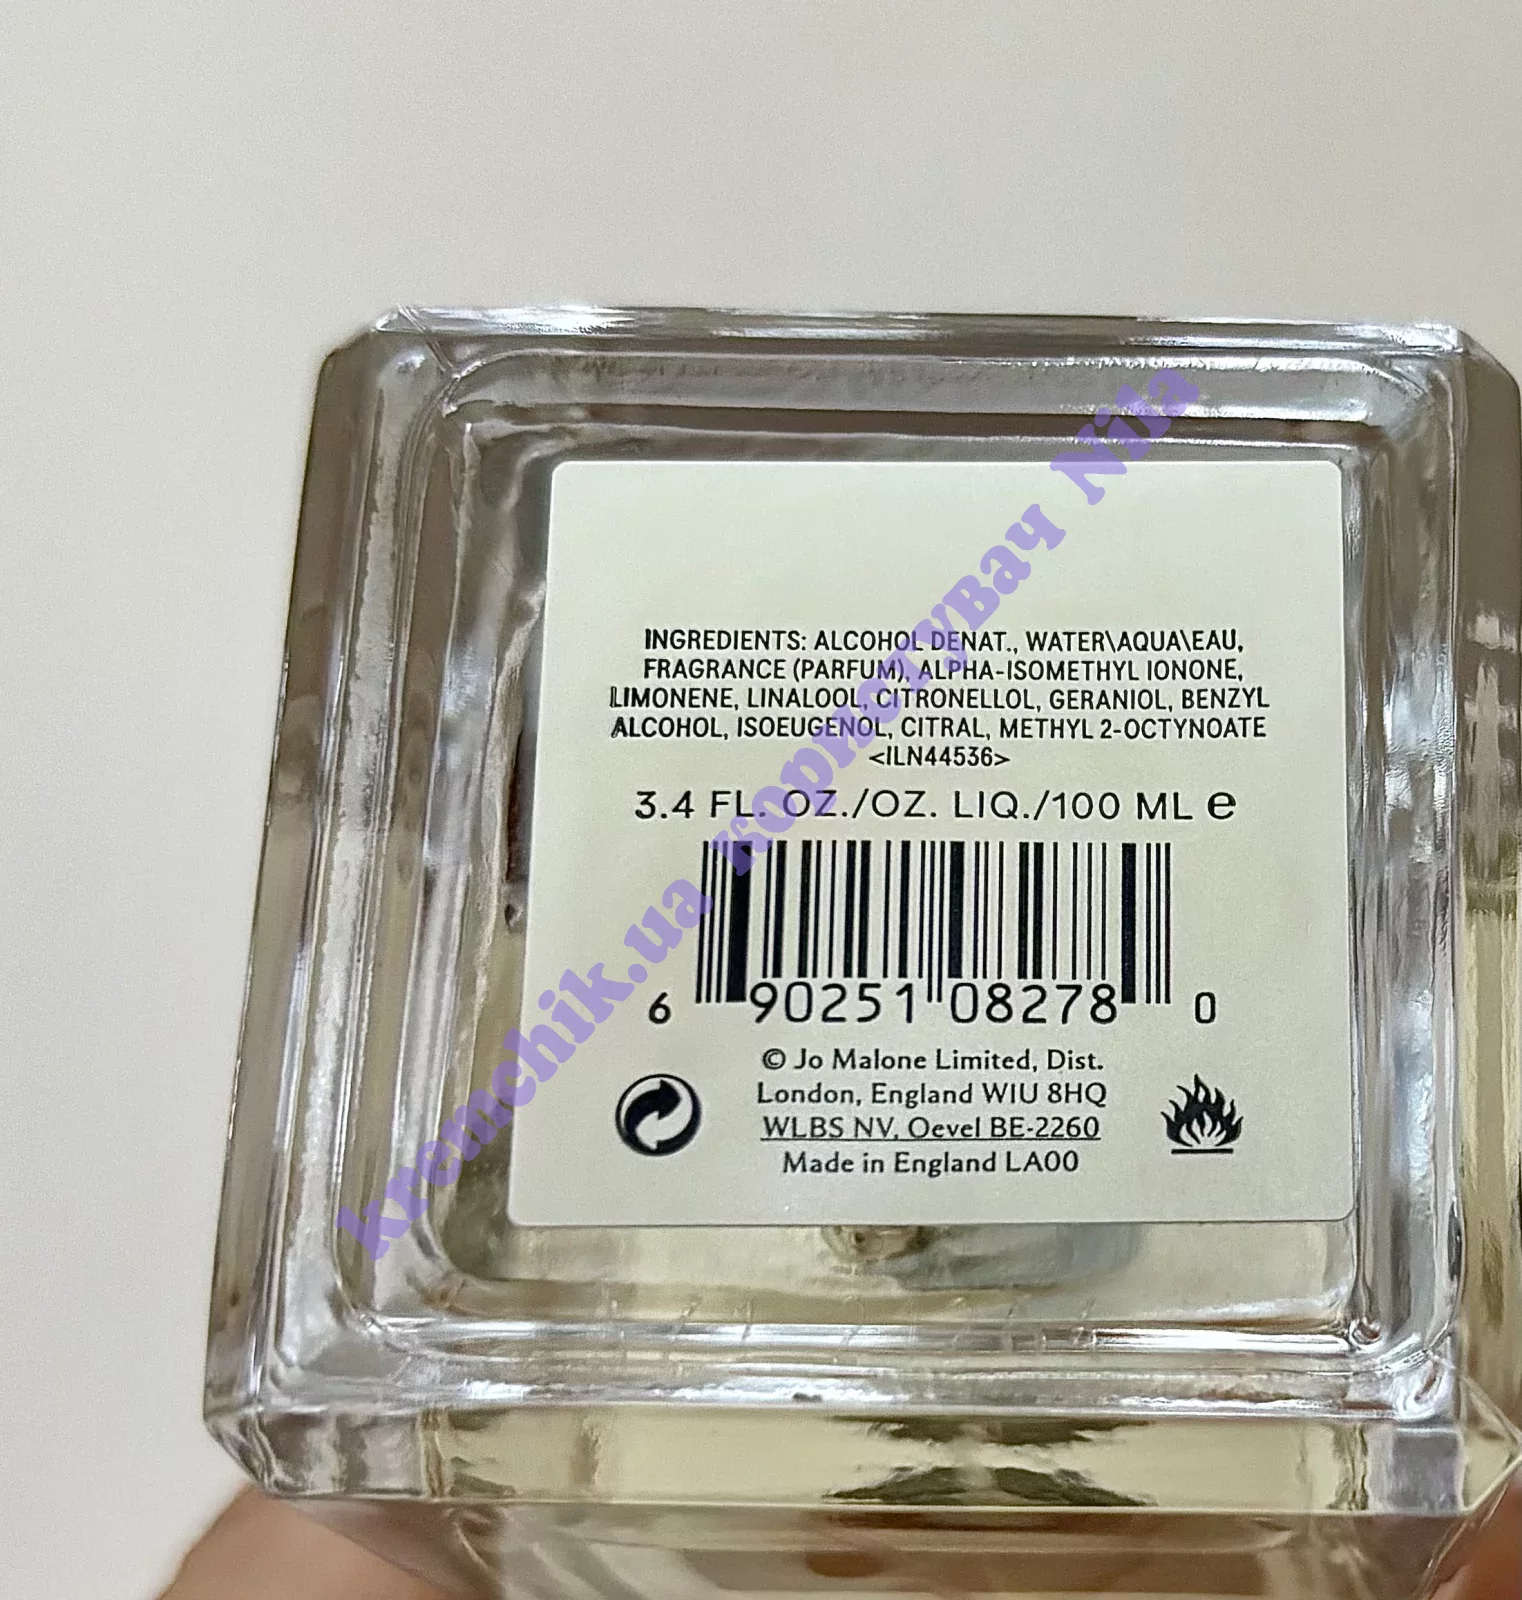 INGREDIENTS: ALCOHOL DENAT., WATER\AQUA\EAU,
FRAGRANCE (PARFUM), ALPHA-ISOMETHYL IONONE,
LIMONENE, LINALOOL, CITRONELLOL, GERANIOL, BENZYL
ALCOHOL, ISOEUGENOL, CITRAL, METHYL 2-OCTYNOATE
<ILN44536>
3.4 FL. OZ./OZ. LIQ./100 ML e
6 90251 08278 0
© Jo Malone Limited, Dist.
London, England W1U 8HQ
WLBS NV, Oevel BE-2260
Made in England LA00
kremchik.ua користувач Nila